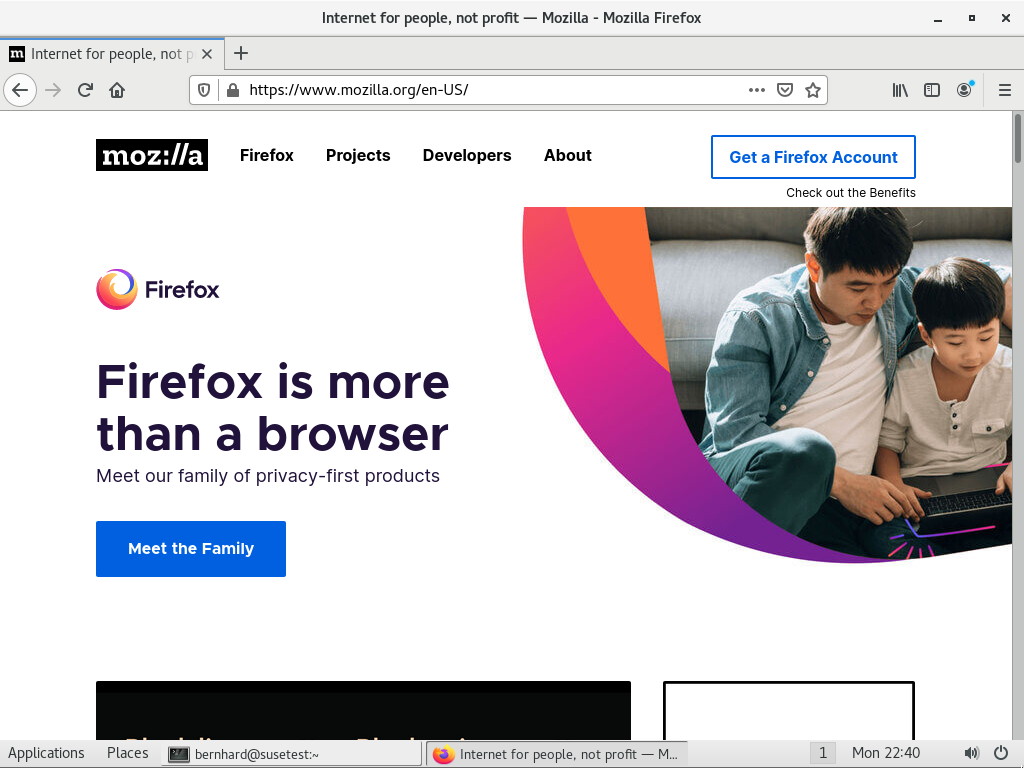 Internet for people, not profit — Mozilla - Mozilla Firefox
Internet for people, not p
https://www.mozilla.org/en-US/
moz://a
Firefox
Projects
Developers
About
Get a Firefox Account
Check out the Benefits
Firefox
Firefox is more
than a browser
Meet our family of privacy-first products
Meet the Family
Applications
Places
bernhard@susetest:~
Internet for people, not profit — M...
1
Mon 22:40